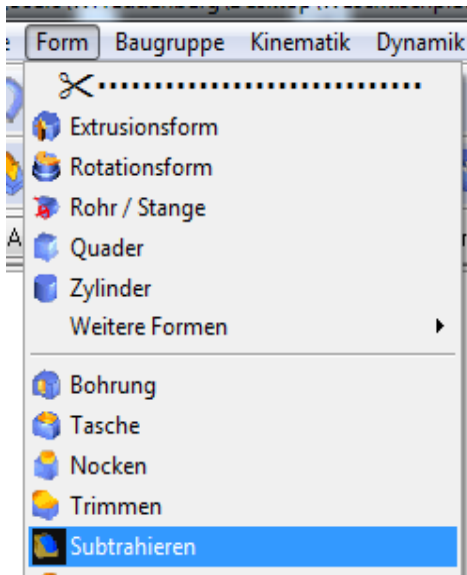 Form Baugruppe Kinematik Dynamik
Extrusionsform
Rotationsform
Rohr / Stange
Quader
Zylinder
Weitere Formen
Bohrung
Tasche
Nocken
Trimmen
Subtrahieren